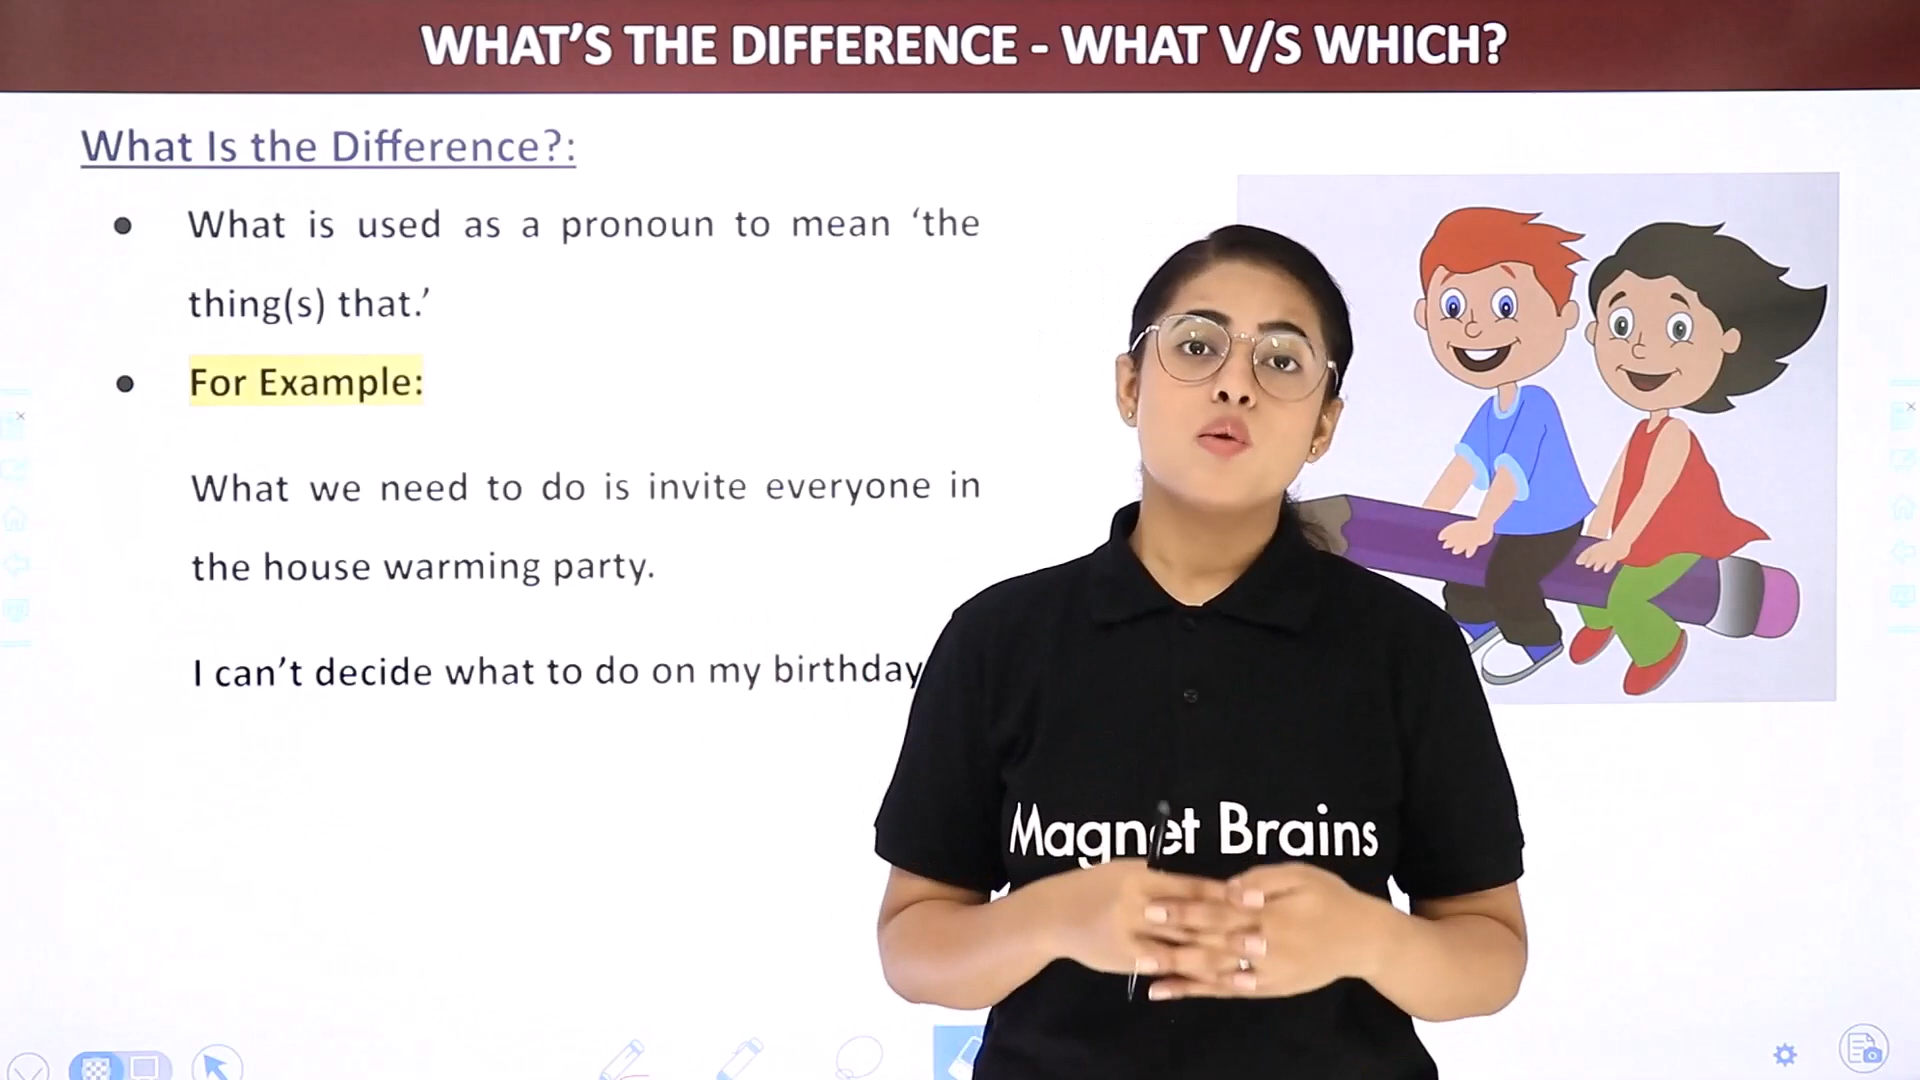 WHAT’S THE DIFFERENCE - WHAT V/S WHICH?
What Is the Difference?:
● What is used as a pronoun to mean ‘the
thing(s) that.’
● For Example:
What we need to do is invite everyone in
the house warming party.
I can’t decide what to do on my birthday
Magnet Brains